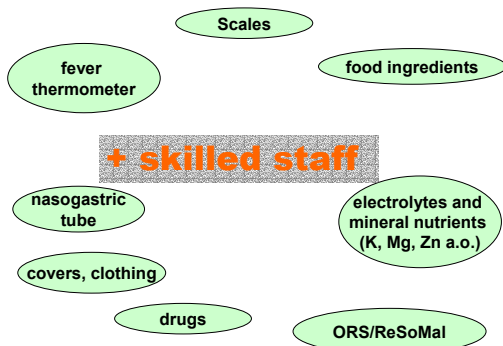 Scales
fever
thermometer
food ingredients
+ skilled staff
nasogastric
tube
electrolytes and
mineral nutrients
(K, Mg, Zn a.o.)
covers, clothing
drugs
ORS/ReSoMal